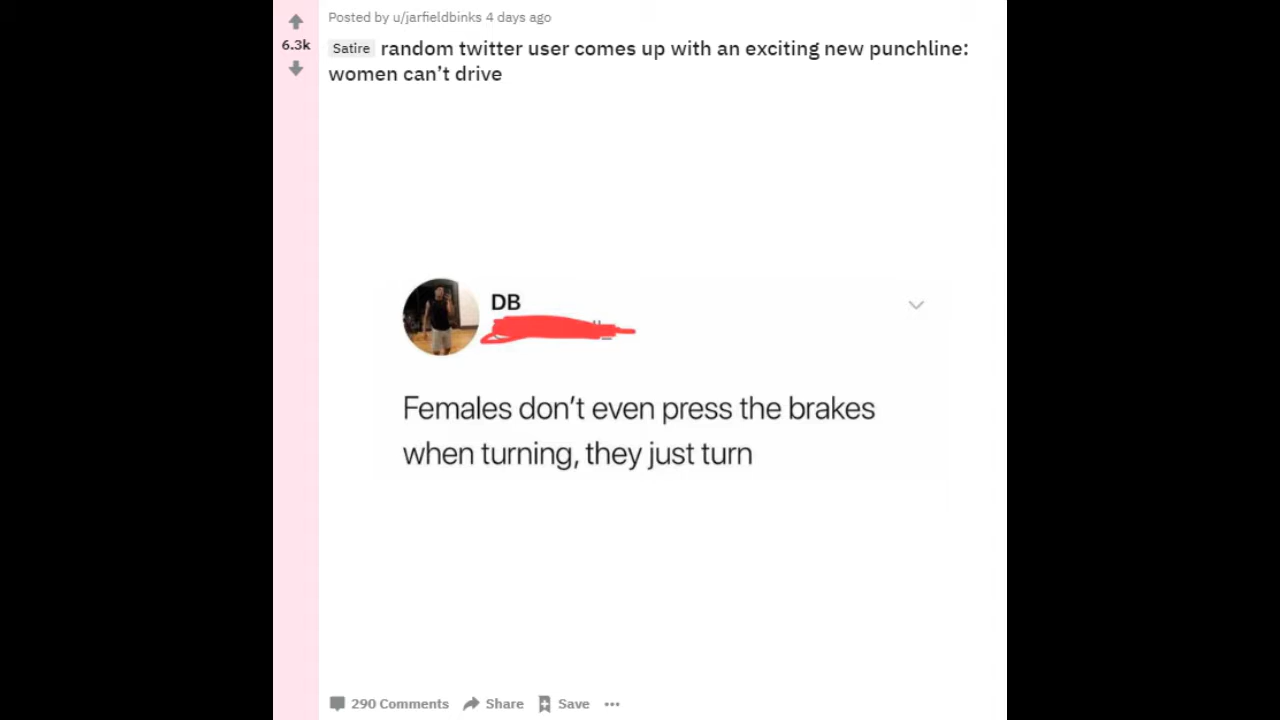 Posted by u/jarfieldbinks 4 days ago
6.3k
Satire random twitter user comes up with an exciting new punchline:
women can’t drive
DB
Females don’t even press the brakes
when turning, they just turn
290 Comments Share Save